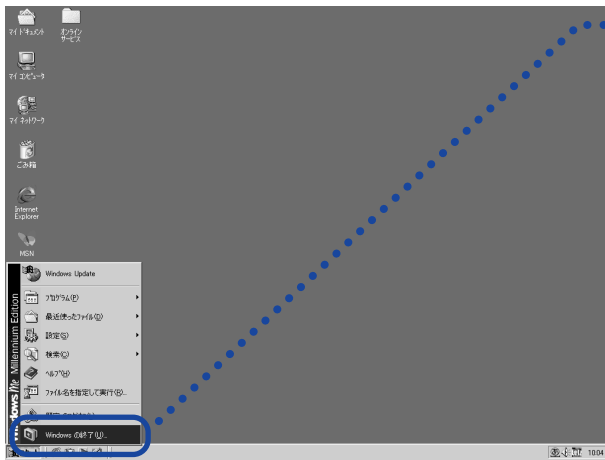 マイ ドキュメント
オンライン
サービス
マイ コンピュータ
マイ ネットワーク
ごみ箱
Internet
Explorer
MSN
Windows Update
プログラム(P)
最近使ったファイル(D)
設定(S)
検索(C)
ヘルプ(H)
ファイル名を指定して実行(R)...
Windows の終了(U)...
Windows Me Millennium Edition
10:04